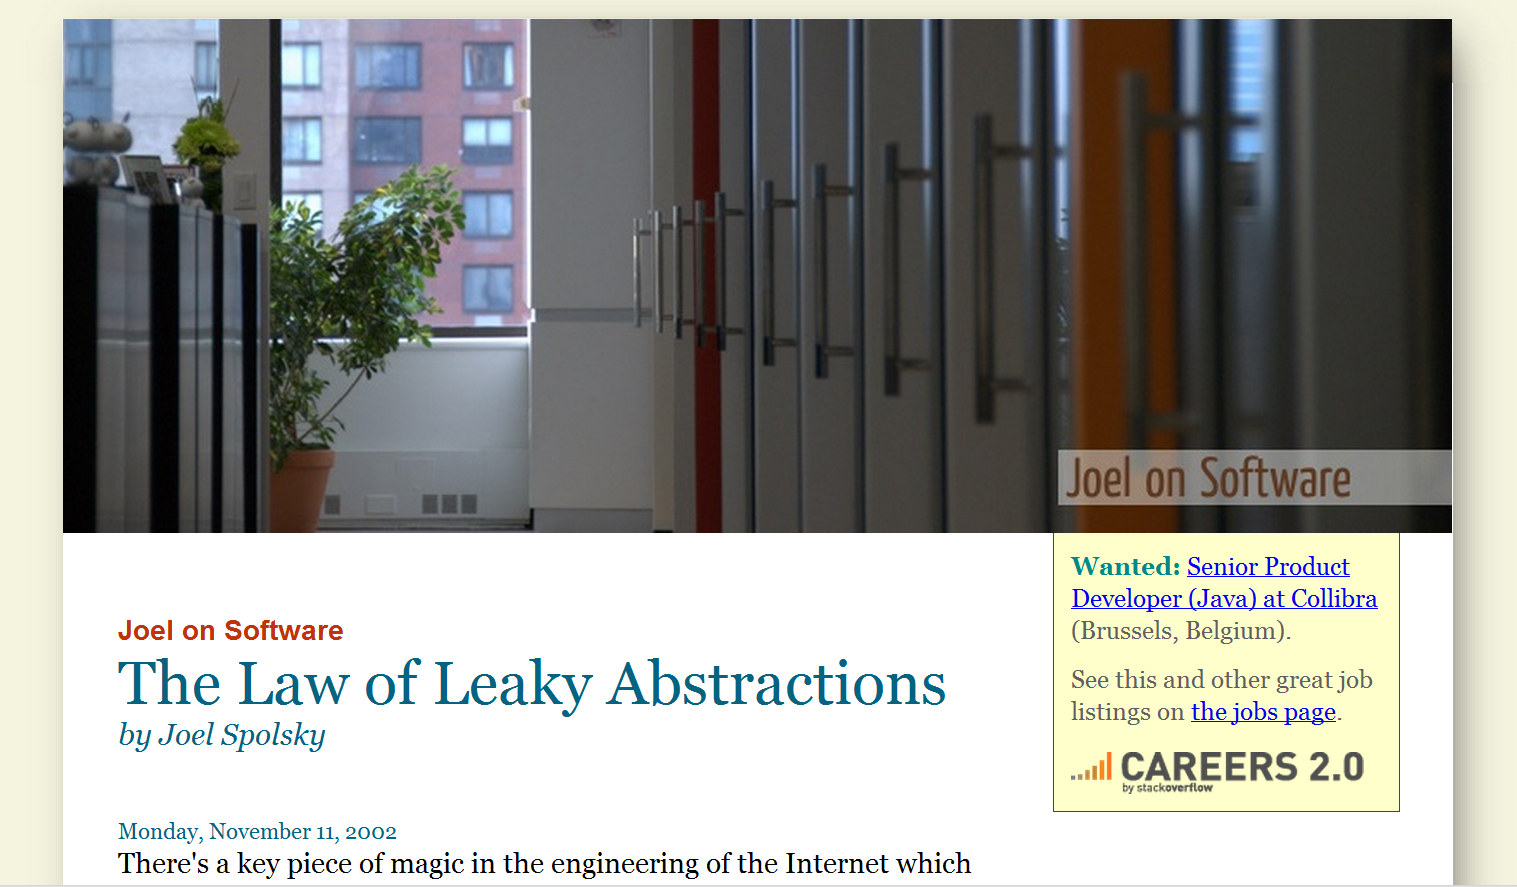 Joel on Software
Wanted: Senior Product
Developer (Java) at Collibra
(Brussels, Belgium).
See this and other great job
listings on the jobs page.
CAREERS 2.0
by stackoverflow
Joel on Software
The Law of Leaky Abstractions
by Joel Spolsky
Monday, November 11, 2002
There's a key piece of magic in the engineering of the Internet which